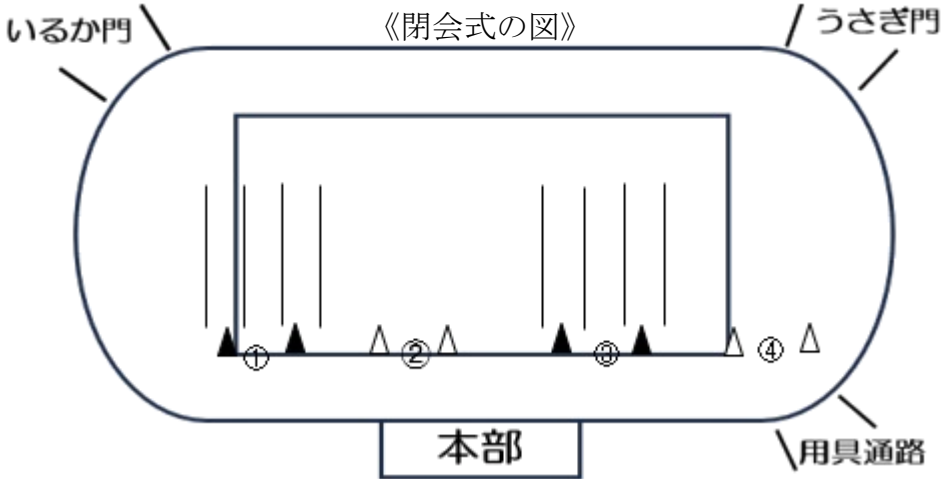 《閉会式の図》
いるか門
うさぎ門
① ② ③ ④
本部
用具通路